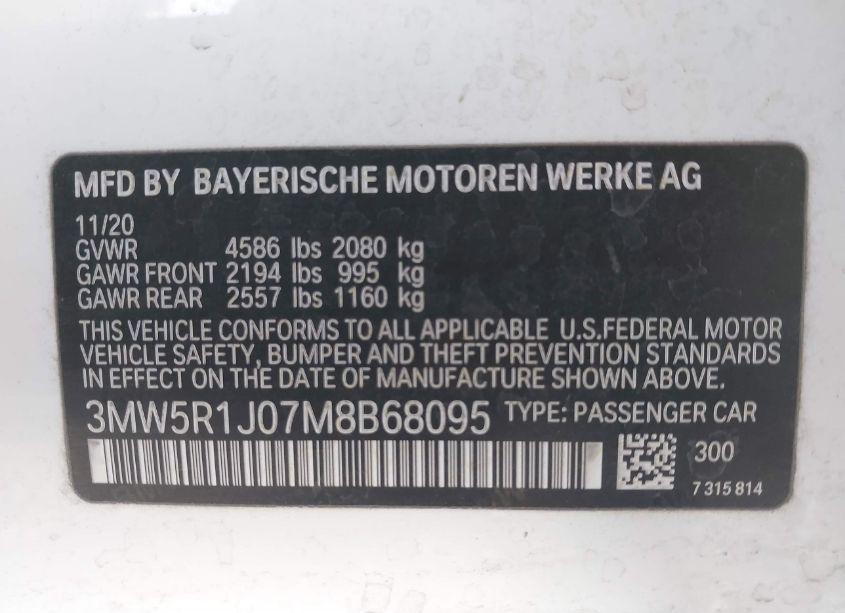 MFD BY BAYERISCHE MOTOREN WERKE AG
11/20
GVWR 4586 lbs 2080 kg
GAWR FRONT 2194 lbs 995 kg
GAWR REAR 2557 lbs 1160 kg
THIS VEHICLE CONFORMS TO ALL APPLICABLE U.S.FEDERAL MOTOR
VEHICLE SAFETY, BUMPER AND THEFT PREVENTION STANDARDS
IN EFFECT ON THE DATE OF MANUFACTURE SHOWN ABOVE.
3MW5R1J07M8B68095 TYPE: PASSENGER CAR
300
7 315 814